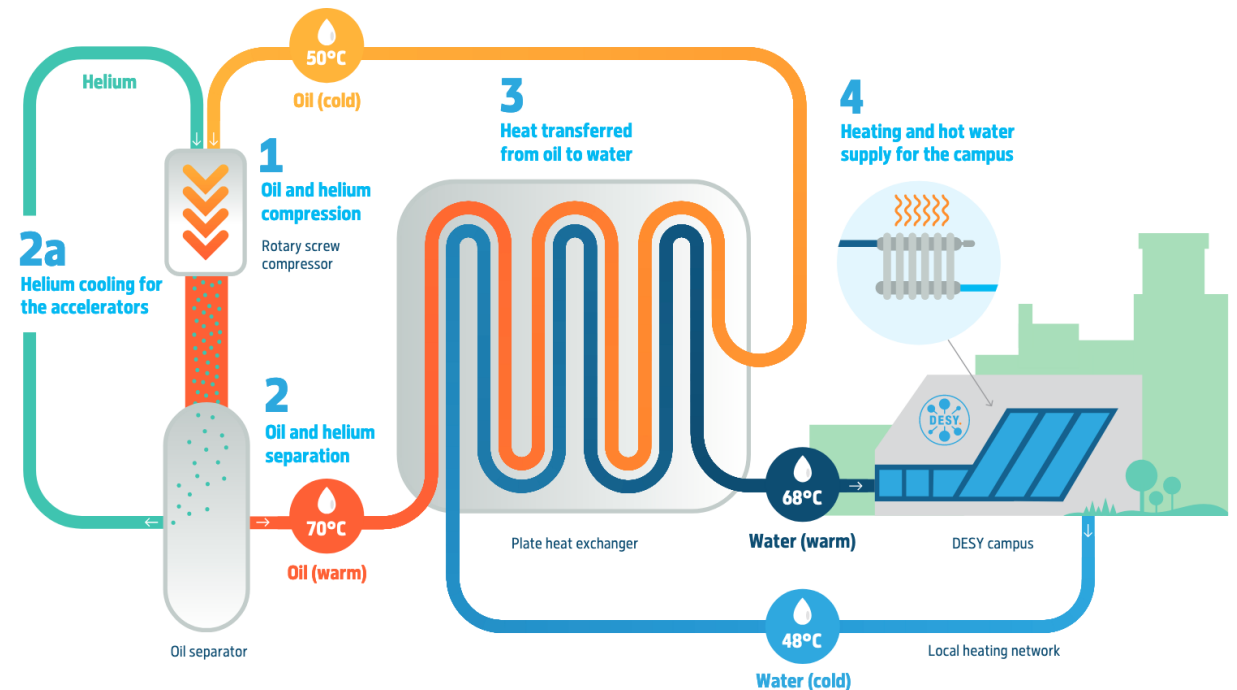 Helium
50°C
Oil (cold)
1
Oil and helium
compression
Rotary screw
compressor
2a
Helium cooling for
the accelerators
2
Oil and helium
separation
70°C
Oil (warm)
Oil separator
3
Heat transferred
from oil to water
Plate heat exchanger
4
Heating and hot water
supply for the campus
DESY.
68°C
Water (warm)
DESY campus
48°C
Water (cold)
Local heating network